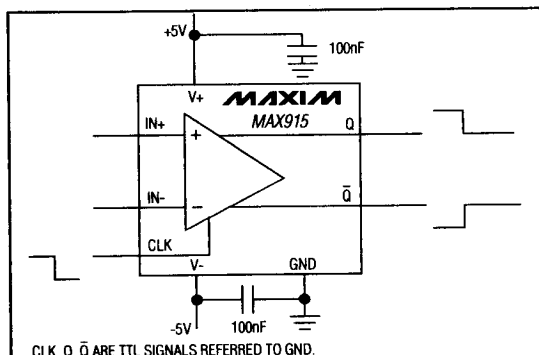 +5V
100nF
V+
MAXIM
MAX915
IN+
+
Q
IN-
−
Q̅
CLK
V-
GND
-5V
100nF
CLK, Q, Q̅ ARE TTL SIGNALS REFERRED TO GND.